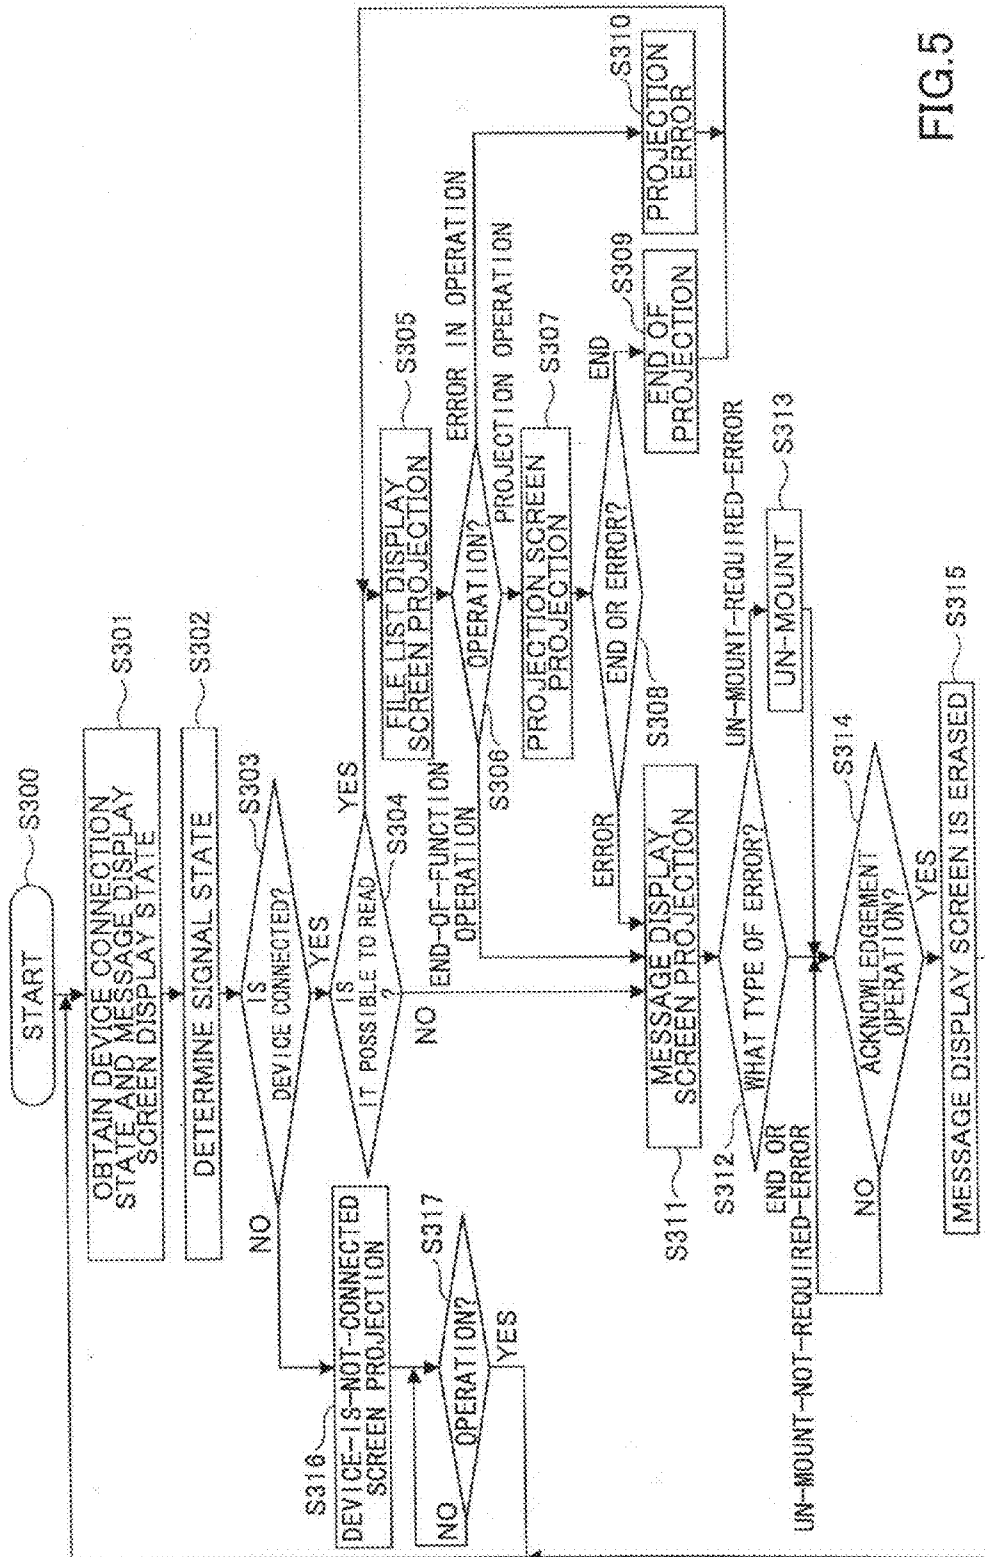 START
S300
OBTAIN DEVICE CONNECTION
STATE AND MESSAGE DISPLAY
SCREEN DISPLAY STATE
S301
DETERMINE SIGNAL STATE
S302
IS
DEVICE CONNECTED?
S303
NO
YES
IS
IT POSSIBLE TO READ
?
S304
YES
NO
DEVICE-IS-NOT-CONNECTED
SCREEN PROJECTION
S316
OPERATION?
S317
NO
YES
FILE LIST DISPLAY
SCREEN PROJECTION
S305
OPERATION?
S306
END-OF-FUNCTION
OPERATION
ERROR IN OPERATION
PROJECTION OPERATION
PROJECTION SCREEN
PROJECTION
S307
END OR ERROR?
S308
ERROR
END
END OF
PROJECTION
S309
PROJECTION
ERROR
S310
MESSAGE DISPLAY
SCREEN PROJECTION
S311
WHAT TYPE OF ERROR?
S312
UN-MOUNT-REQUIRED-ERROR
UN-MOUNT
S313
END OR
UN-MOUNT-NOT-REQUIRED-ERROR
ACKNOWLEDGEMENT
OPERATION?
S314
NO
YES
MESSAGE DISPLAY SCREEN IS ERASED
S315
FIG.5